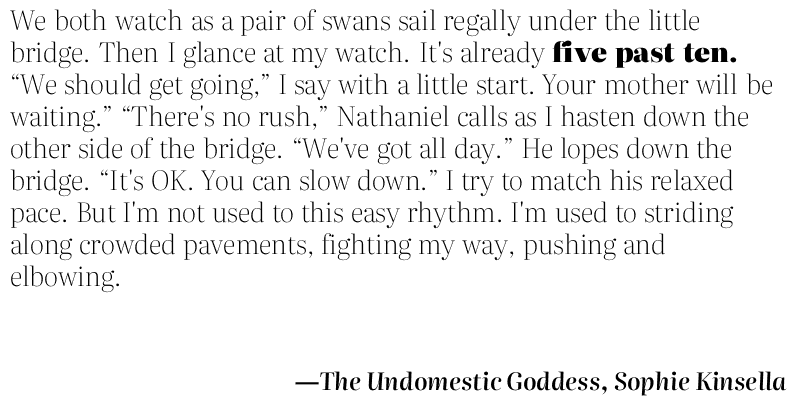 We both watch as a pair of swans sail regally under the little
bridge. Then I glance at my watch. It's already five past ten.
“We should get going,” I say with a little start. Your mother will be
waiting.” “There's no rush,” Nathaniel calls as I hasten down the
other side of the bridge. “We've got all day.” He lopes down the
bridge. “It's OK. You can slow down.” I try to match his relaxed
pace. But I'm not used to this easy rhythm. I'm used to striding
along crowded pavements, fighting my way, pushing and
elbowing.
—The Undomestic Goddess, Sophie Kinsella